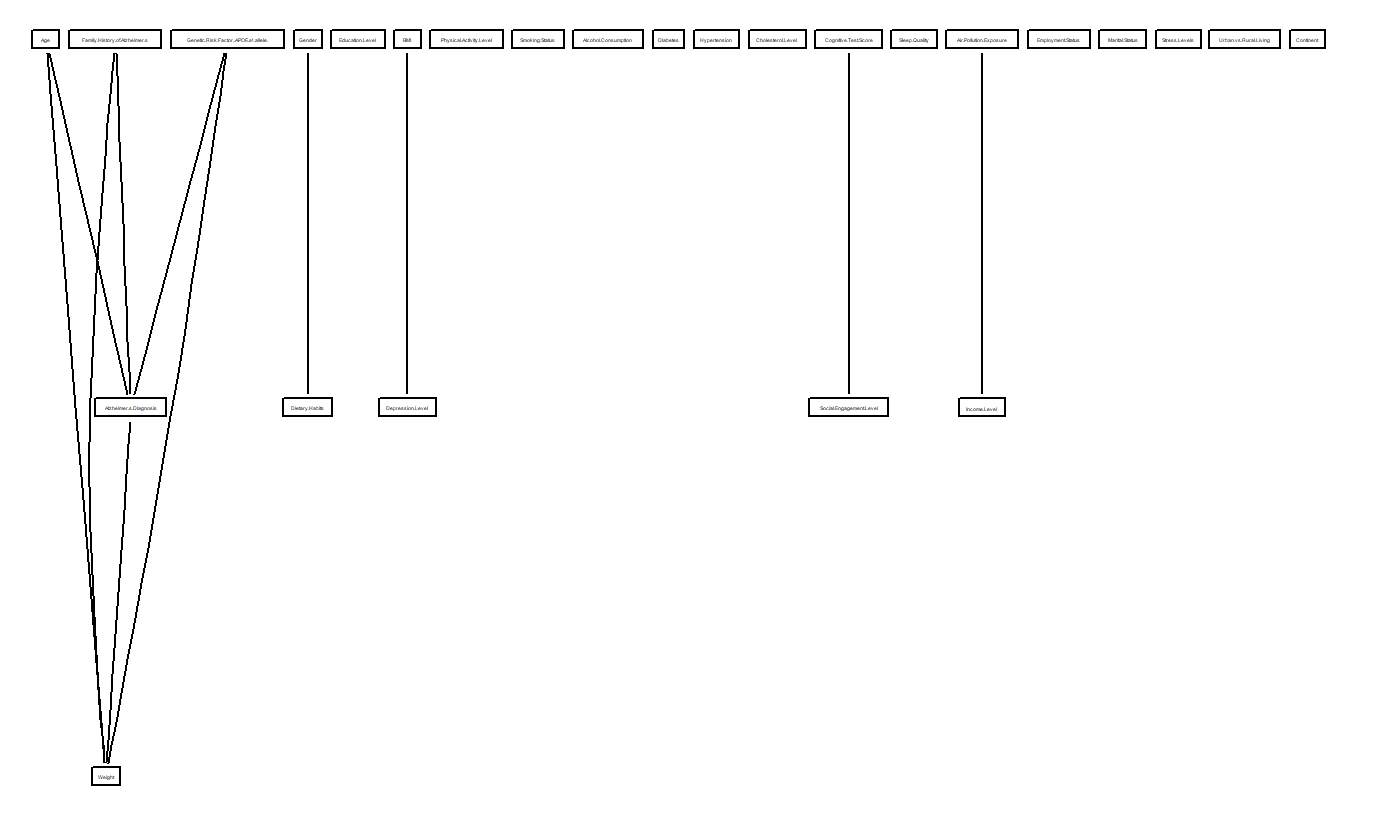 Age
Family.History.of.Alzheimer.s
Genetic.Risk.Factor..APOE.ε4.allele.
Gender
Education.Level
BMI
Physical.Activity.Level
Smoking.Status
Alcohol.Consumption
Diabetes
Hypertension
Cholesterol.Level
Cognitive.Test.Score
Sleep.Quality
Air.Pollution.Exposure
Employment.Status
Marital.Status
Stress.Levels
Urban.vs.Rural.Living
Continent
Alzheimer.s.Diagnosis
Dietary.Habits
Depression.Level
Social.Engagement.Level
Income.Level
Weight